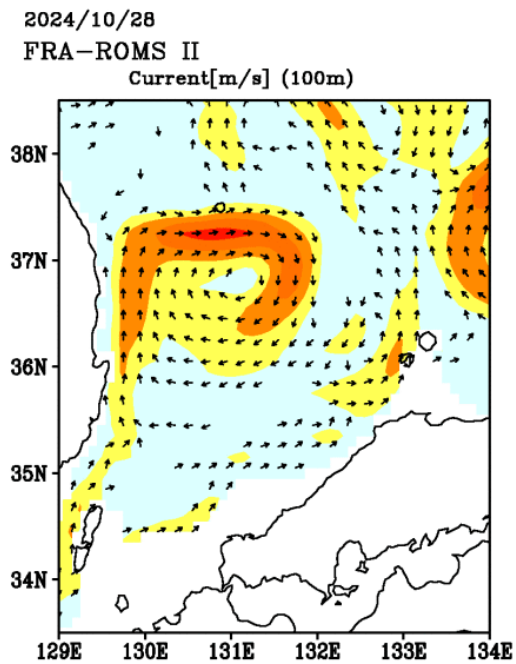 2024/10/28
FRA-ROMS II
Current[m/s] (100m)
38N
37N
36N
35N
34N
129E 130E 131E 132E 133E 134E